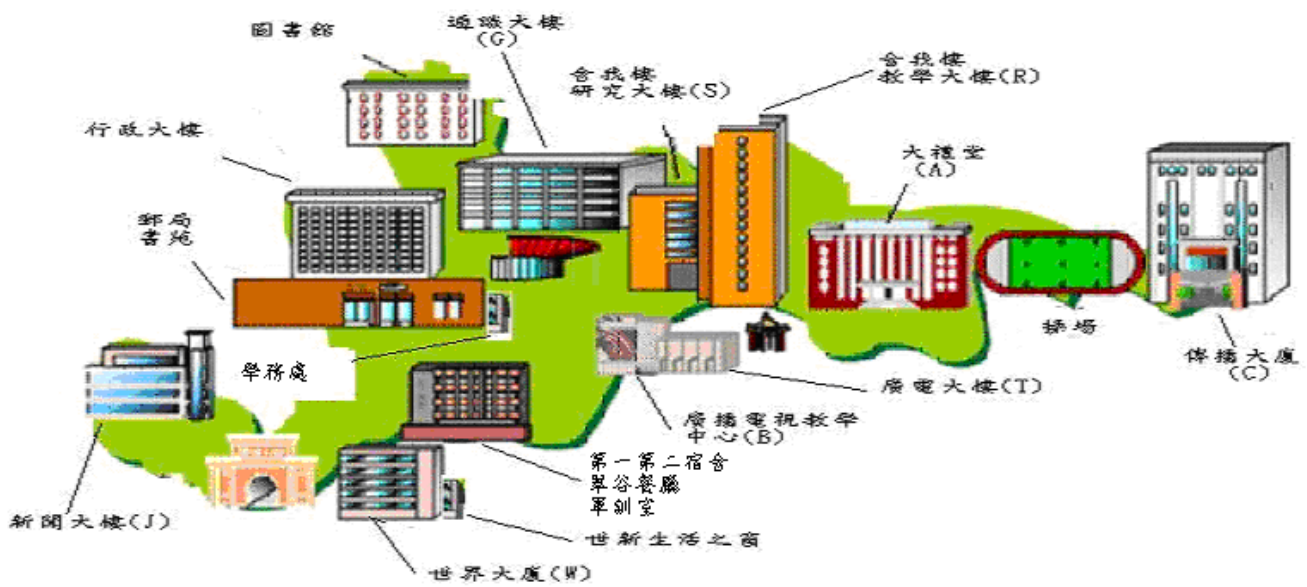 圖書館
通識大樓
(G)
舍我樓
研究大樓(S)
舍我樓
教學大樓(R)
行政大樓
大禮堂
(A)
郵局
書苑
操場
學務處
傳播大廈
(C)
廣電大樓(T)
廣播電視教學
中心(B)
第一第二宿舍
翠谷餐廳
軍訓室
新聞大樓(J)
世新生活之窗
世界大廈(W)